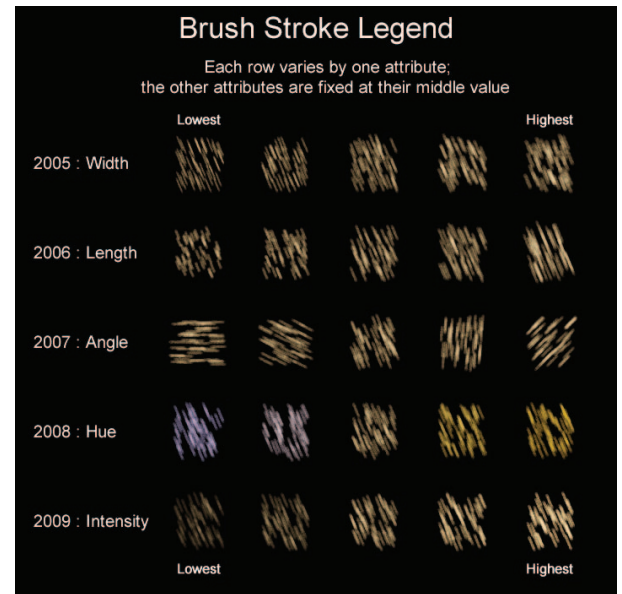 Brush Stroke Legend
Each row varies by one attribute;
the other attributes are fixed at their middle value
Lowest Highest
2005 : Width
2006 : Length
2007 : Angle
2008 : Hue
2009 : Intensity
Lowest Highest